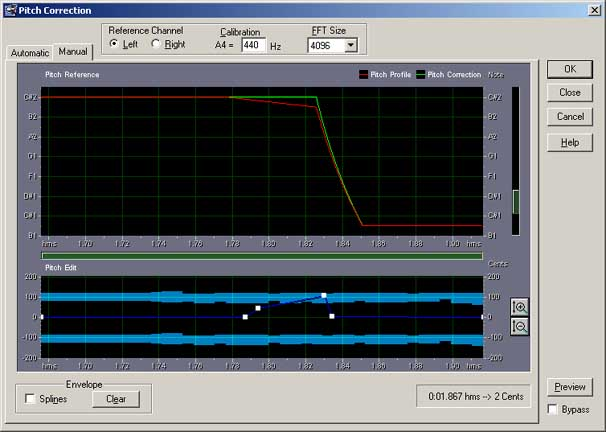 Pitch Correction
Reference Channel
Left Right
Calibration
A4 = 440 Hz
FFT Size
4096
Automatic Manual
Pitch Reference Pitch Profile Pitch Correction Note
C#2 C#2
B2 B2
A2 A2
G1 G1
F1 F1
D#1 D#1
C#1 C#1
B1 B1
hms 1.70 1.72 1.74 1.76 1.78 1.80 1.82 1.84 1.86 1.88 1.90 hms
Pitch Edit Cents
200 200
100 100
0 0
-100 -100
-200 -200
hms 1.70 1.72 1.74 1.76 1.78 1.80 1.82 1.84 1.86 1.88 1.90 hms
Envelope
Splines Clear
0:01.867 hms --> 2 Cents
OK
Close
Cancel
Help
Preview
Bypass